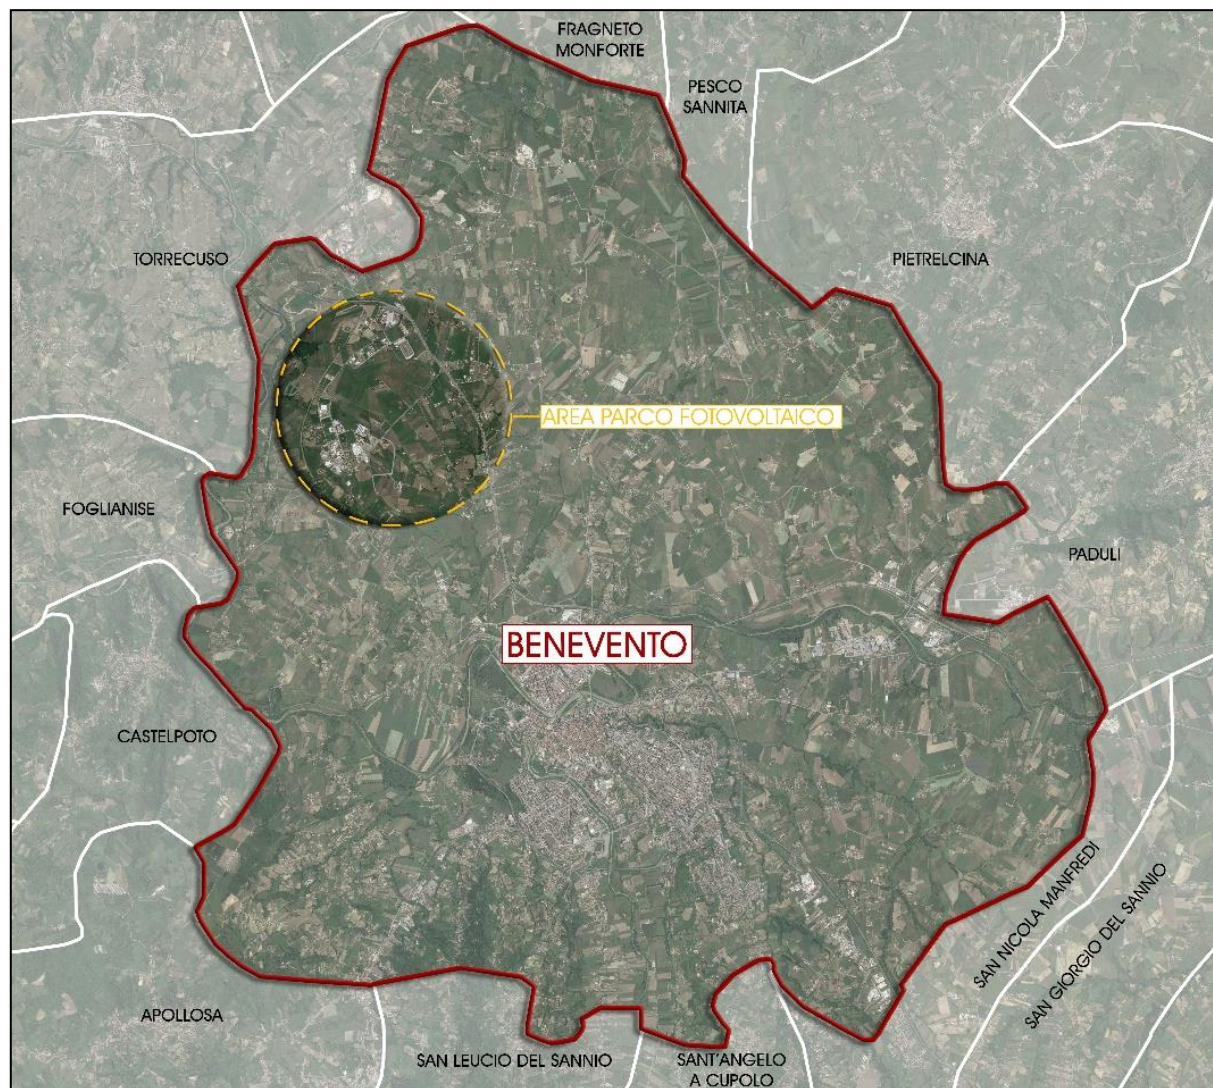 FRAGNETO
MONFORTE
PESCO
SANNITA
TORRECUSO
PIETRELCINA
AREA PARCO FOTOVOLTAICO
FOGLIANISE
PADULI
BENEVENTO
CASTELPOTO
SAN NICOLA MANFREDI
SAN GIORGIO DEL SANNIO
APOLLOSA
SAN LEUCIO DEL SANNIO
SANT'ANGELO
A CUPOLO